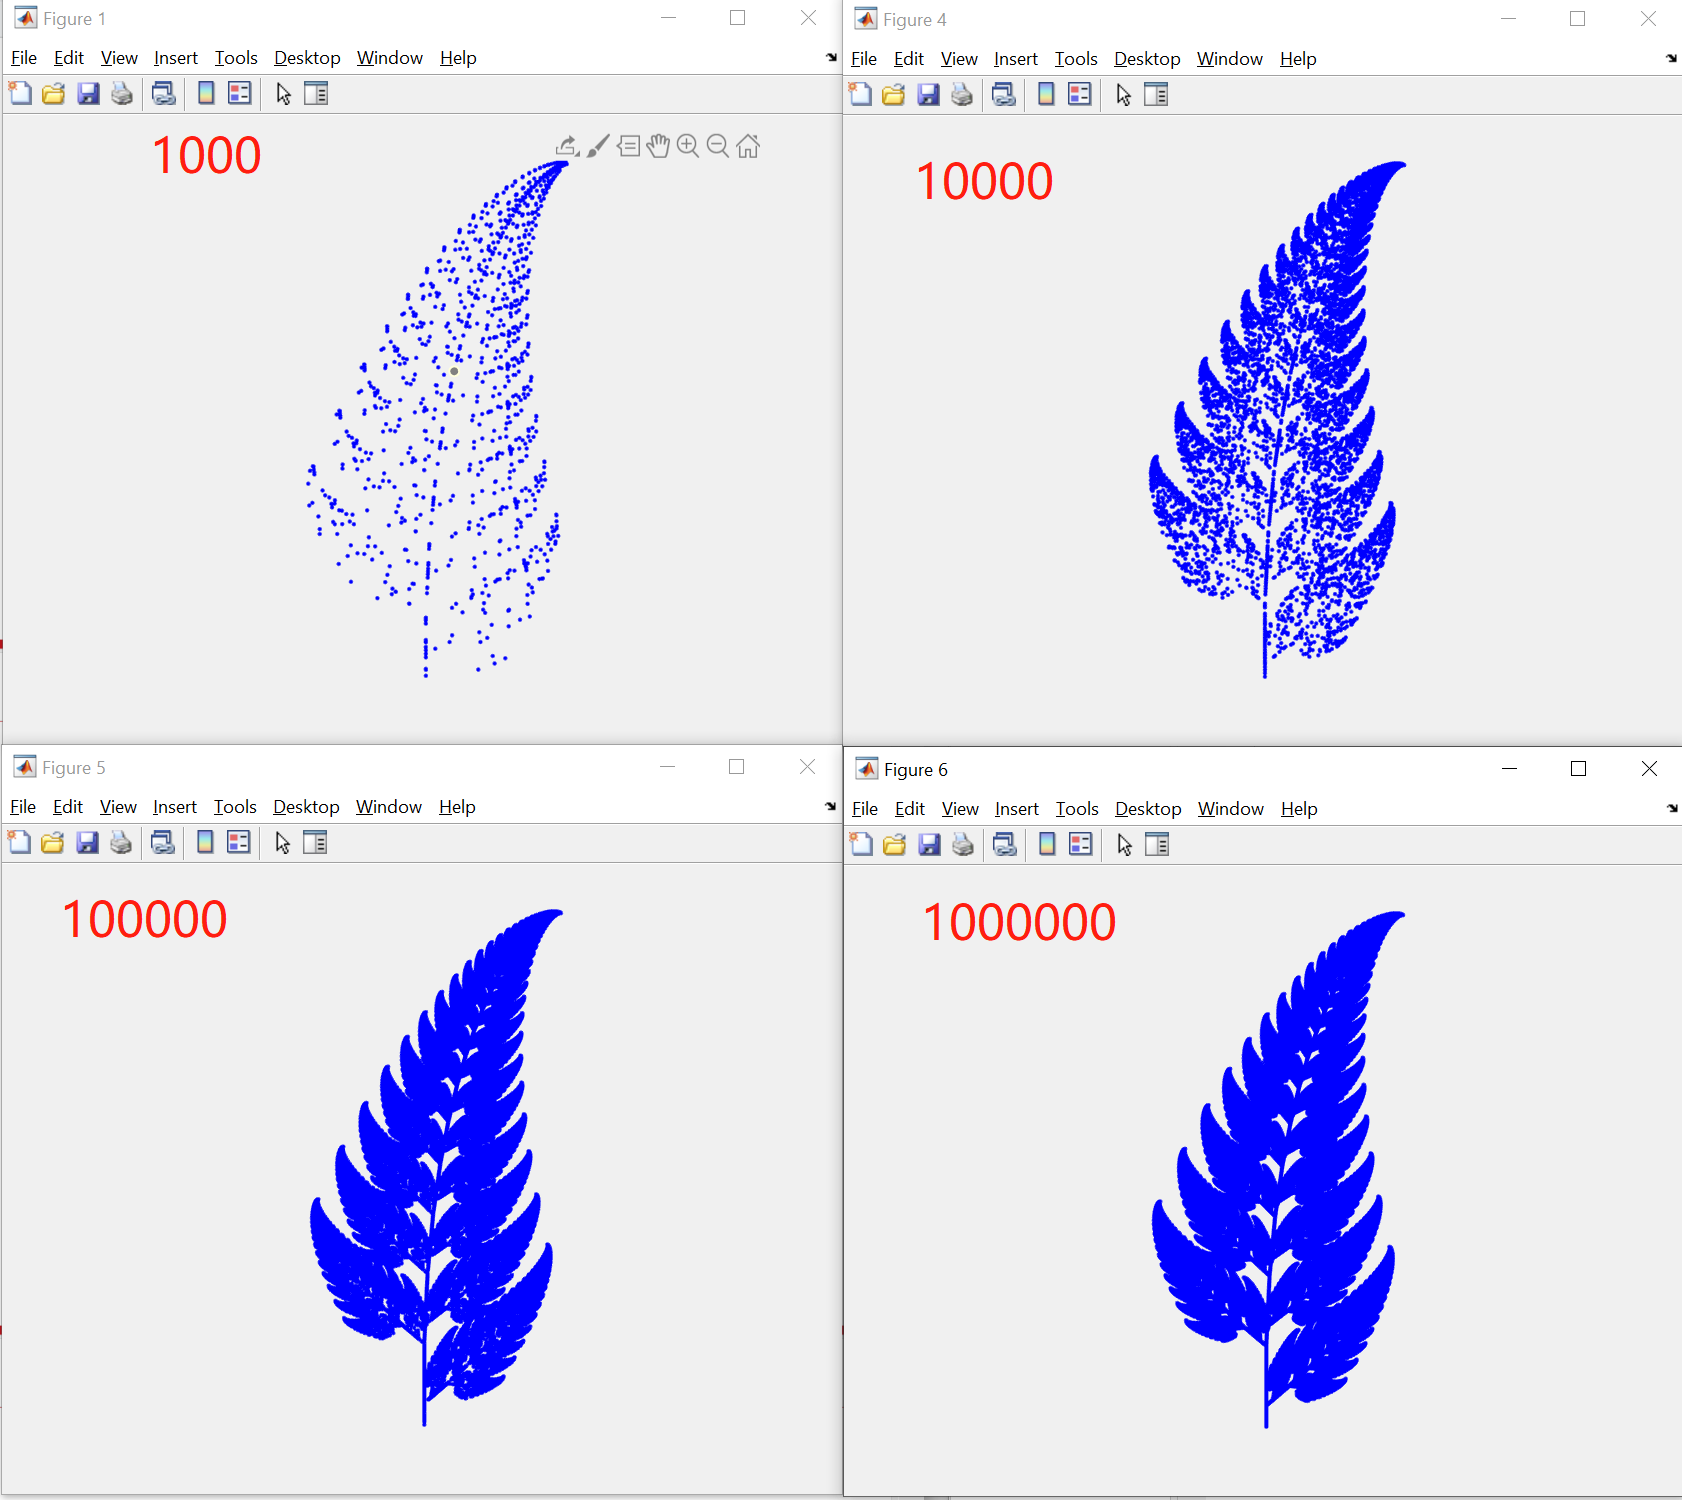 Figure 1
File Edit View Insert Tools Desktop Window Help
1000
Figure 4
File Edit View Insert Tools Desktop Window Help
10000
Figure 5
File Edit View Insert Tools Desktop Window Help
100000
Figure 6
File Edit View Insert Tools Desktop Window Help
1000000